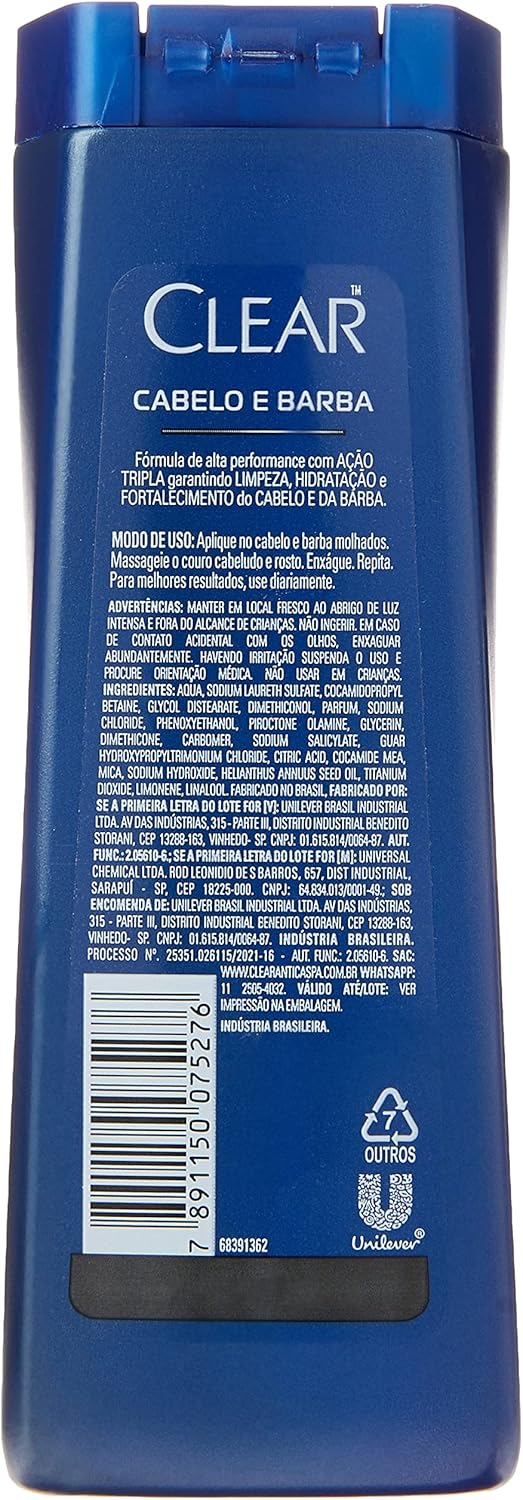 CLEAR™
CABELO E BARBA
Fórmula de alta performance com AÇÃO
TRIPLA garantindo LIMPEZA, HIDRATAÇÃO e
FORTALECIMENTO do CABELO E DA BARBA.
MODO DE USO: Aplique no cabelo e barba molhados.
Massageie o couro cabeludo e rosto. Enxágue. Repita.
Para melhores resultados, use diariamente.
ADVERTÊNCIAS: MANTER EM LOCAL FRESCO AO ABRIGO DE LUZ
INTENSA E FORA DO ALCANCE DE CRIANÇAS. NÃO INGERIR. EM CASO
DE CONTATO ACIDENTAL COM OS OLHOS, ENXAGUAR
ABUNDANTEMENTE. HAVENDO IRRITAÇÃO SUSPENDA O USO E
PROCURE ORIENTAÇÃO MÉDICA. NÃO USAR EM CRIANÇAS.
INGREDIENTES: AQUA, SODIUM LAURETH SULFATE, COCAMIDOPROPYL
BETAINE, GLYCOL DISTEARATE, DIMETHICONOL, PARFUM, SODIUM
CHLORIDE, PHENOXYETHANOL, PIROCTONE OLAMINE, GLYCERIN,
DIMETHICONE, CARBOMER, SODIUM SALICYLATE, GUAR
HYDROXYPROPYLTRIMONIUM CHLORIDE, CITRIC ACID, COCAMIDE MEA,
MICA, SODIUM HYDROXIDE, HELIANTHUS ANNUUS SEED OIL, TITANIUM
DIOXIDE, LIMONENE, LINALOOL. FABRICADO NO BRASIL. FABRICADO POR:
SE A PRIMEIRA LETRA DO LOTE FOR [V]: UNILEVER BRASIL INDUSTRIAL
LTDA. AV DAS INDÚSTRIAS, 315 - PARTE III, DISTRITO INDUSTRIAL BENEDITO
STORANI, CEP 13288-163, VINHEDO- SP. CNPJ: 01.615.814/0064-87. AUT.
FUNC.: 2.05610-6.; SE A PRIMEIRA LETRA DO LOTE FOR [M]: UNIVERSAL
CHEMICAL LTDA. ROD LEONIDIO DE S BARROS, 657, DIST INDUSTRIAL,
SARAPUÍ - SP, CEP 18225-000. CNPJ: 64.834.013/0001-49.; SOB
ENCOMENDA DE: UNILEVER BRASIL INDUSTRIAL LTDA. AV DAS INDÚSTRIAS,
315 - PARTE III, DISTRITO INDUSTRIAL BENEDITO STORANI, CEP 13288-163,
VINHEDO- SP. CNPJ: 01.615.814/0064-87. INDÚSTRIA BRASILEIRA.
PROCESSO Nº. 25351.026115/2021-16 - AUT. FUNC.: 2.05610-6. SAC:
WWW.CLEARANTICASPA.COM.BR WHATSAPP:
11 2505-4032. VÁLIDO ATÉ/LOTE: VER
IMPRESSÃO NA EMBALAGEM.
INDÚSTRIA BRASILEIRA.
7 891150 075276
68391362
7
OUTROS
Unilever®